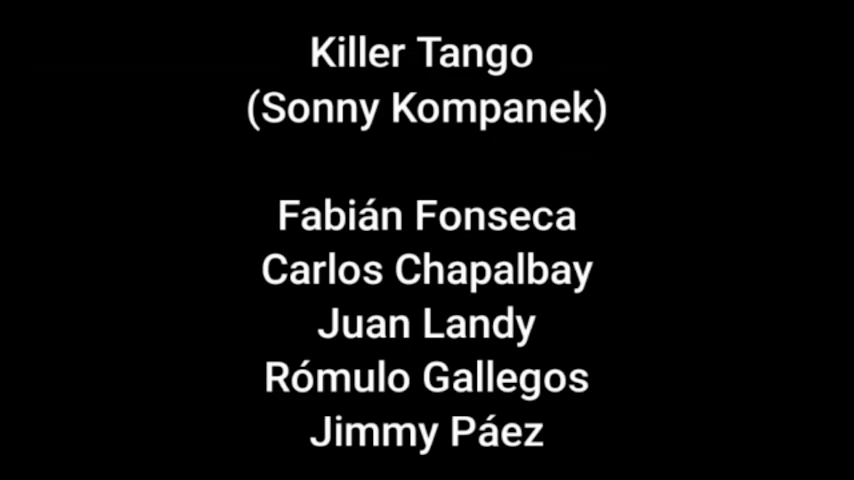 Killer Tango
(Sonny Kompanek)
Fabián Fonseca
Carlos Chapalbay
Juan Landy
Rómulo Gallegos
Jimmy Páez